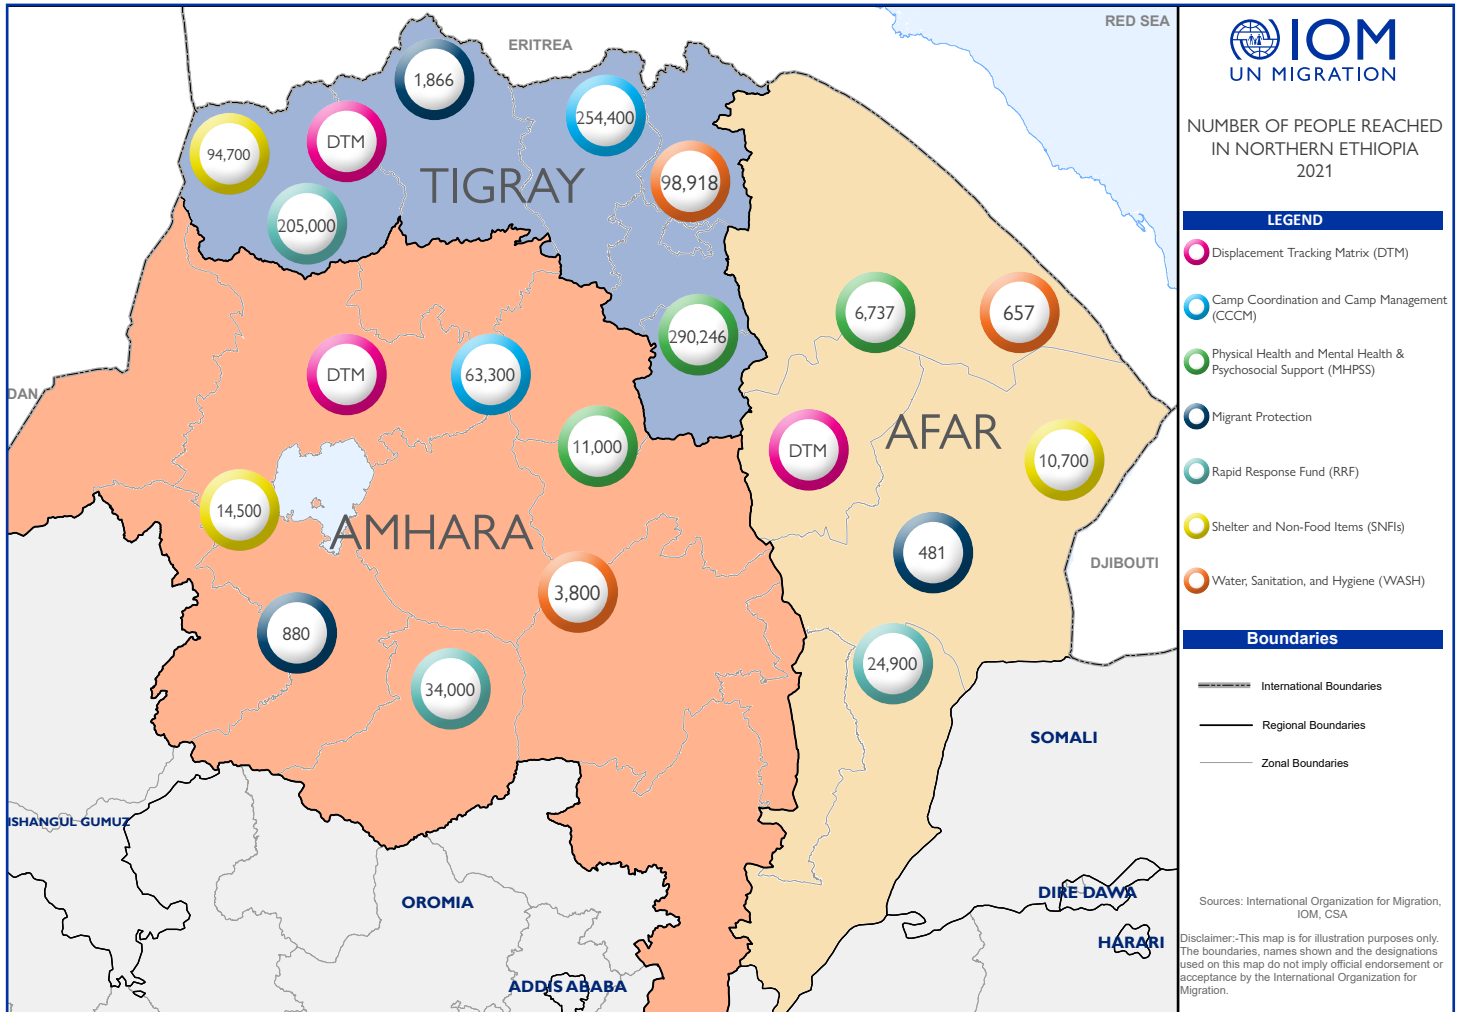 RED SEA
ERITREA
1,866
254,400
94,700
DTM
98,918
TIGRAY
205,000
6,737
657
290,246
DTM
63,300
DAN
AFAR
11,000
DTM
10,700
14,500
AMHARA
481
DJIBOUTI
3,800
880
24,900
34,000
SOMALI
ISHANGUL GUMUZ
DIRE DAWA
OROMIA
HARARI
ADDIS ABABA
IOM
UN MIGRATION
NUMBER OF PEOPLE REACHED
IN NORTHERN ETHIOPIA
2021
LEGEND
Displacement Tracking Matrix (DTM)
Camp Coordination and Camp Management
(CCCM)
Physical Health and Mental Health &
Psychosocial Support (MHPSS)
Migrant Protection
Rapid Response Fund (RRF)
Shelter and Non-Food Items (SNFIs)
Water, Sanitation, and Hygiene (WASH)
Boundaries
International Boundaries
Regional Boundaries
Zonal Boundaries
Sources: International Organization for Migration,
IOM, CSA
Disclaimer:-This map is for illustration purposes only.
The boundaries, names shown and the designations
used on this map do not imply official endorsement or
acceptance by the International Organization for
Migration.